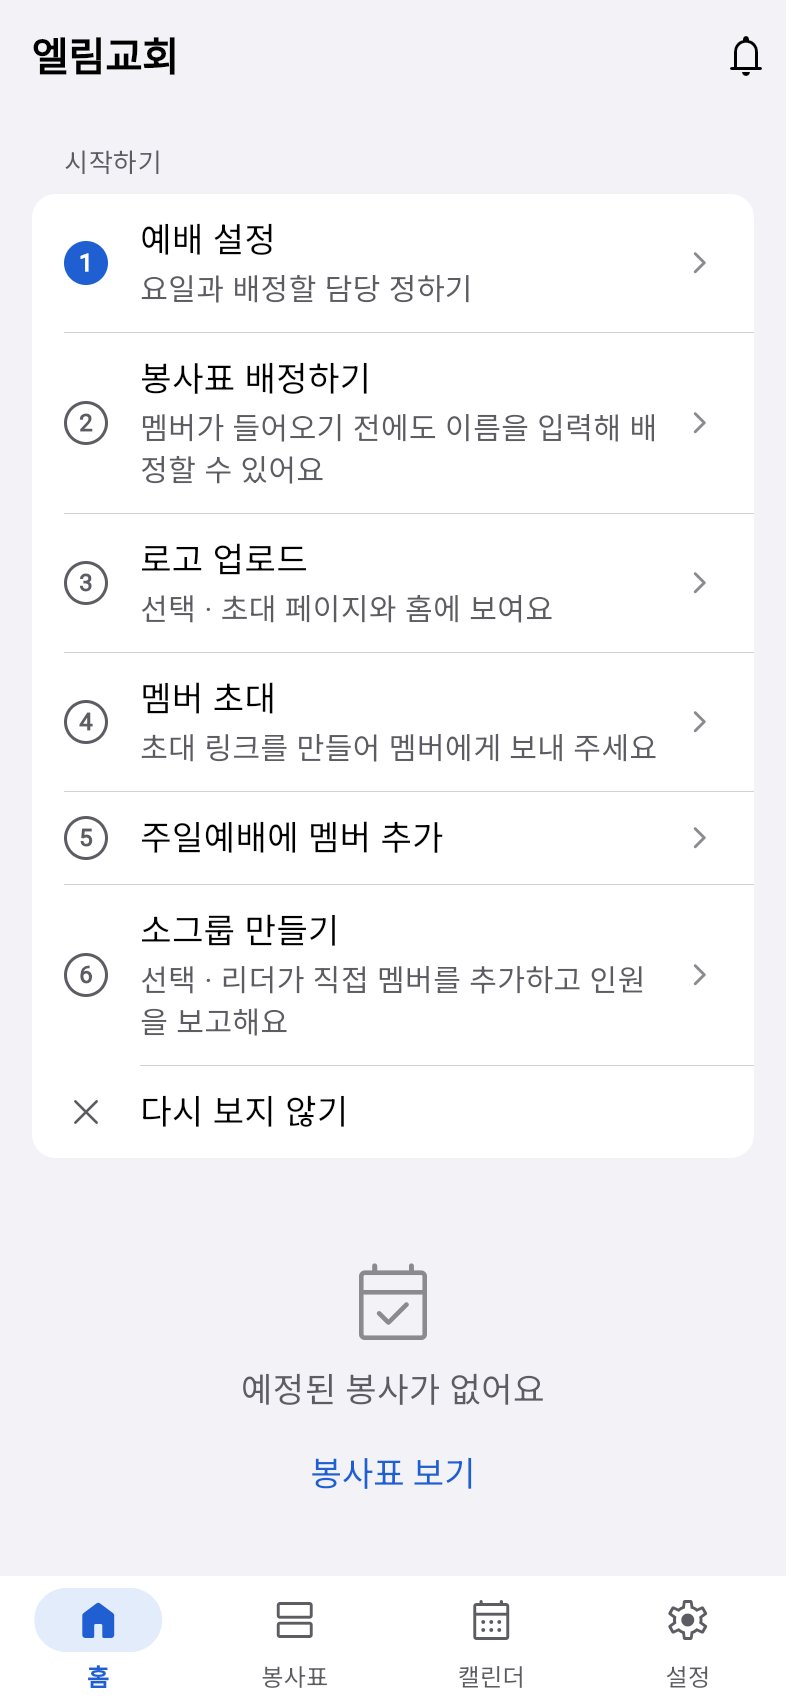 엘림교회
시작하기
1
예배 설정
요일과 배정할 담당 정하기
2
봉사표 배정하기
멤버가 들어오기 전에도 이름을 입력해 배
정할 수 있어요
3
로고 업로드
선택 · 초대 페이지와 홈에 보여요
4
멤버 초대
초대 링크를 만들어 멤버에게 보내 주세요
5
주일예배에 멤버 추가
6
소그룹 만들기
선택 · 리더가 직접 멤버를 추가하고 인원
을 보고해요
다시 보지 않기
예정된 봉사가 없어요
봉사표 보기
홈
봉사표
캘린더
설정